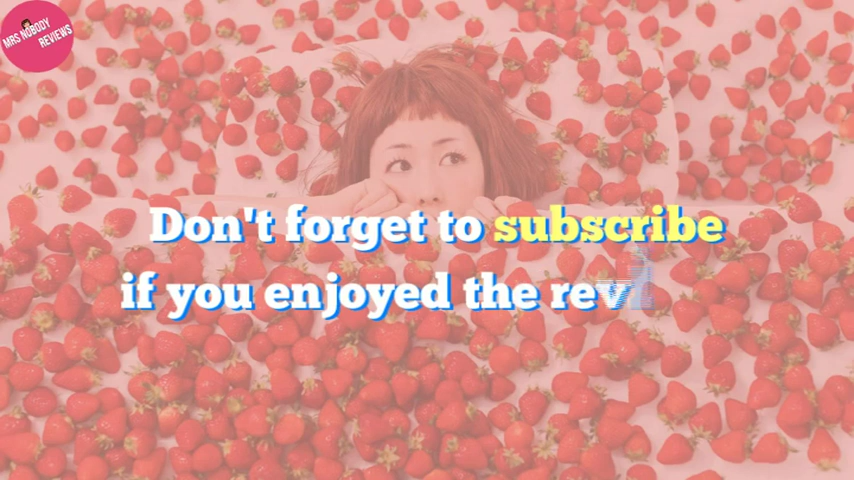 MRS NOBODY
REVIEWS
Don't forget to subscribe
if you enjoyed the rev